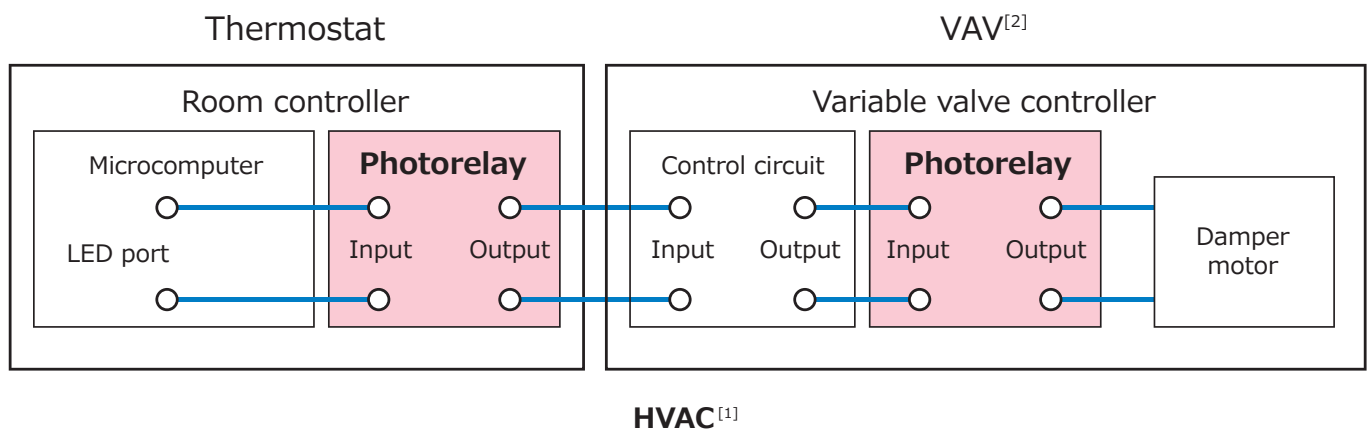 Thermostat
VAV[2]
Room controller
Variable valve controller
Microcomputer
Photorelay
Control circuit
Photorelay
LED port
Input
Output
Input
Output
Input
Output
Damper
motor
HVAC[1]